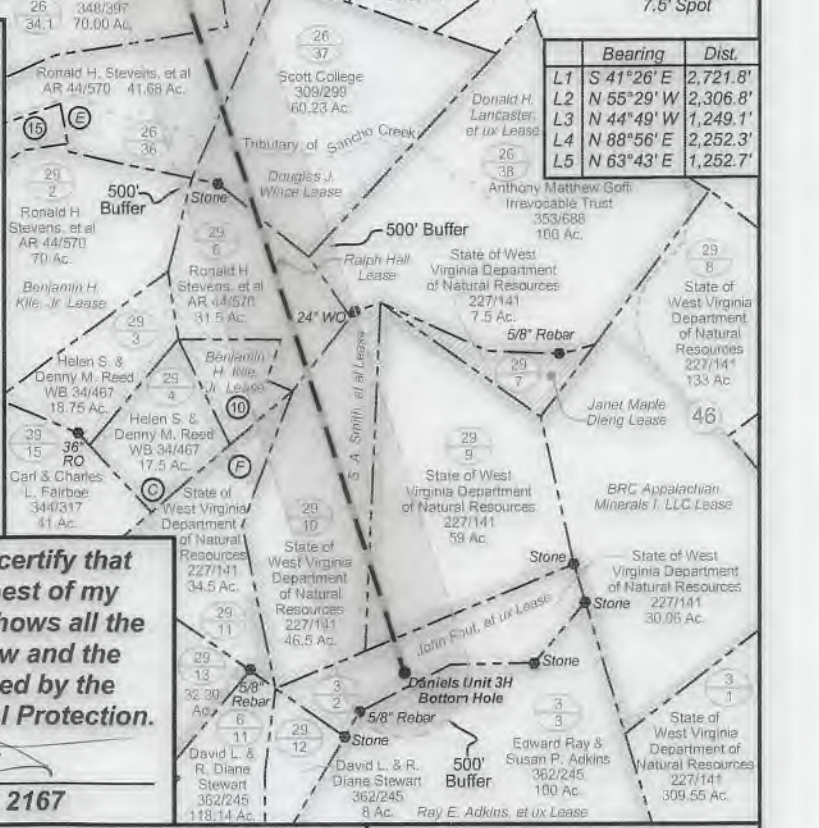 26
34.1
348/397
70.00 Ac.
7.5' Spot
Bearing Dist.
L1 S 41°26' E 2,721.8'
L2 N 55°29' W 2,306.8'
L3 N 44°49' W 1,249.1'
L4 N 88°56' E 2,252.3'
L5 N 63°43' E 1,252.7'
Ronald H. Stevens, et al
AR 44/570 41.68 Ac.
15
E
26
36
26
37
Scott College
309/299
60.23 Ac.
Tributary of Sancho Creek
Donald H.
Lancaster,
et ux Lease
26
38
Anthony Matthew Goff
Irrevocable Trust
353/688
100 Ac.
Douglas J.
Wince Lease
500'
Buffer
Stone
29
2
Ronald H.
Stevens, et al
AR 44/570
70 Ac.
Benjamin H.
Kile, Jr. Lease
29
6
Ronald H.
Stevens, et al
AR 44/570
31.5 Ac.
500' Buffer
Ralph Hall
Lease
24" WO
State of West
Virginia Department
of Natural Resources
227/141
7.5 Ac.
5/8" Rebar
29
7
29
8
State of
West Virginia
Department
of Natural
Resources
227/141
133 Ac.
Janet Maple
Dieng Lease
46
29
3
Helen S. &
Denny M. Reed
WB 34/467
18.75 Ac.
29
4
Helen S. &
Denny M. Reed
WB 34/467
17.5 Ac.
Benjamin
H. Kile,
Jr. Lease
10
S. A. Smith, et al Lease
29
15
36"
RO
Carl & Charles
L. Fairbee
344/317
41 Ac.
C
F
State of
West Virginia
Department
of Natural
Resources
227/141
34.5 Ac.
29
11
29
10
State of
West Virginia
Department
of Natural
Resources
227/141
46.5 Ac.
29
9
State of West
Virginia Department
of Natural Resources
227/141
59 Ac.
BRC Appalachian
Minerals I, LLC Lease
Stone
State of West
Virginia Department
of Natural Resources
227/141
30.06 Ac.
Stone
John Faut, et ux Lease
Stone
Daniels Unit 3H
Bottom Hole
certify that
best of my
hows all the
w and the
ed by the
l Protection.
2167
29
13
32.39
Ac.
5/8"
Rebar
3
2
5/8" Rebar
29
12
Stone
6
11
David L. &
R. Diane
Stewart
362/245
118.14 Ac.
David L. & R.
Diane Stewart
362/245
8 Ac.
500'
Buffer
3
3
Edward Ray &
Susan P. Adkins
362/245
100 Ac.
Ray E. Adkins, et ux Lease
3
1
State of
West Virginia
Department of
Natural Resources
227/141
309.55 Ac.